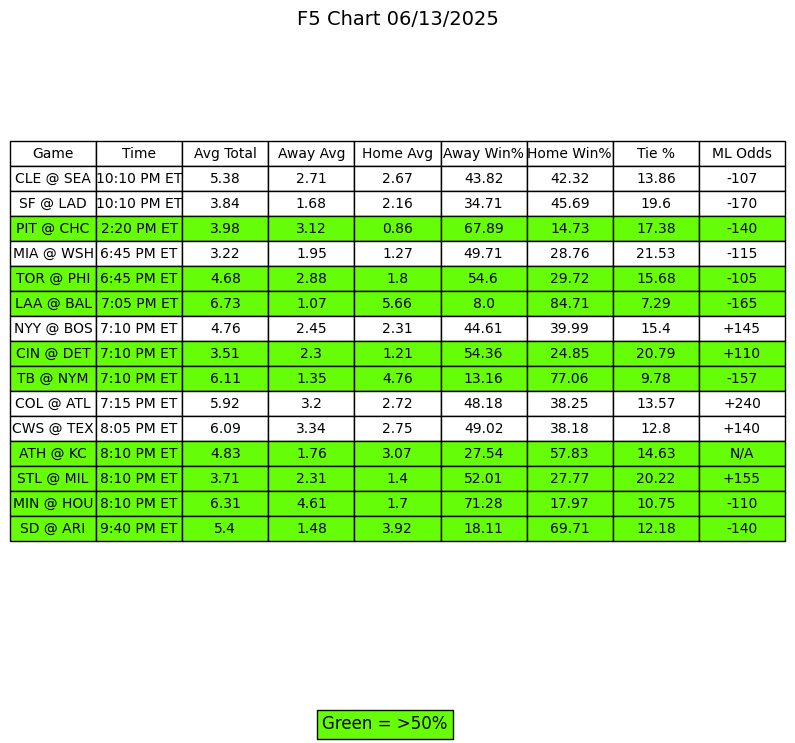 F5 Chart 06/13/2025
Game Time Avg Total Away Avg Home Avg Away Win% Home Win% Tie % ML Odds
CLE @ SEA 10:10 PM ET 5.38 2.71 2.67 43.82 42.32 13.86 -107
SF @ LAD 10:10 PM ET 3.84 1.68 2.16 34.71 45.69 19.6 -170
PIT @ CHC 2:20 PM ET 3.98 3.12 0.86 67.89 14.73 17.38 -140
MIA @ WSH 6:45 PM ET 3.22 1.95 1.27 49.71 28.76 21.53 -115
TOR @ PHI 6:45 PM ET 4.68 2.88 1.8 54.6 29.72 15.68 -105
LAA @ BAL 7:05 PM ET 6.73 1.07 5.66 8.0 84.71 7.29 -165
NYY @ BOS 7:10 PM ET 4.76 2.45 2.31 44.61 39.99 15.4 +145
CIN @ DET 7:10 PM ET 3.51 2.3 1.21 54.36 24.85 20.79 +110
TB @ NYM 7:10 PM ET 6.11 1.35 4.76 13.16 77.06 9.78 -157
COL @ ATL 7:15 PM ET 5.92 3.2 2.72 48.18 38.25 13.57 +240
CWS @ TEX 8:05 PM ET 6.09 3.34 2.75 49.02 38.18 12.8 +140
ATH @ KC 8:10 PM ET 4.83 1.76 3.07 27.54 57.83 14.63 N/A
STL @ MIL 8:10 PM ET 3.71 2.31 1.4 52.01 27.77 20.22 +155
MIN @ HOU 8:10 PM ET 6.31 4.61 1.7 71.28 17.97 10.75 -110
SD @ ARI 9:40 PM ET 5.4 1.48 3.92 18.11 69.71 12.18 -140
Green = >50%